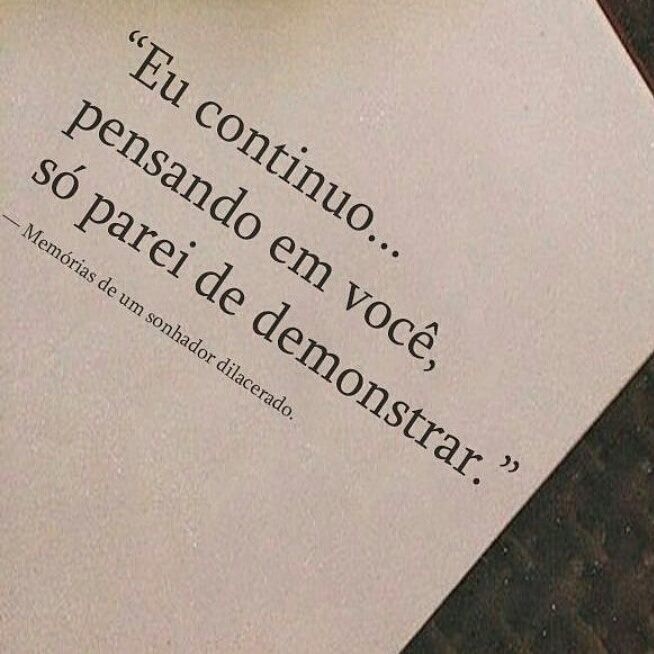 “Eu continuo...
pensando em você,
só parei de demonstrar.”
— Memórias de um sonhador dilacerado.